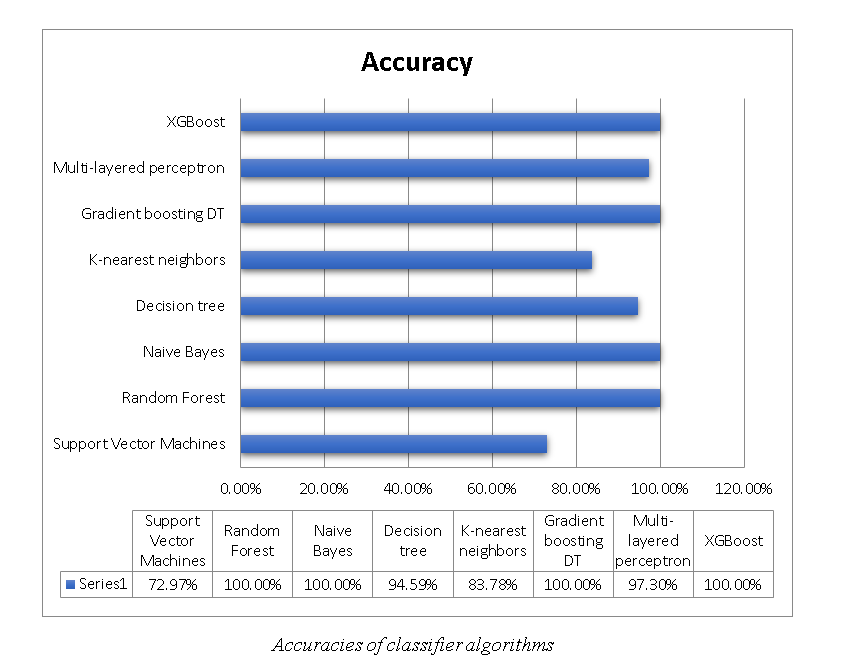 Accuracy
XGBoost
Multi-layered perceptron
Gradient boosting DT
K-nearest neighbors
Decision tree
Naive Bayes
Random Forest
Support Vector Machines
0.00% 20.00% 40.00% 60.00% 80.00% 100.00% 120.00%
Support Vector Machines Random Forest Naive Bayes Decision tree K-nearest neighbors Gradient boosting DT Multi-layered perceptron XGBoost
Series1 72.97% 100.00% 100.00% 94.59% 83.78% 100.00% 97.30% 100.00%
Accuracies of classifier algorithms